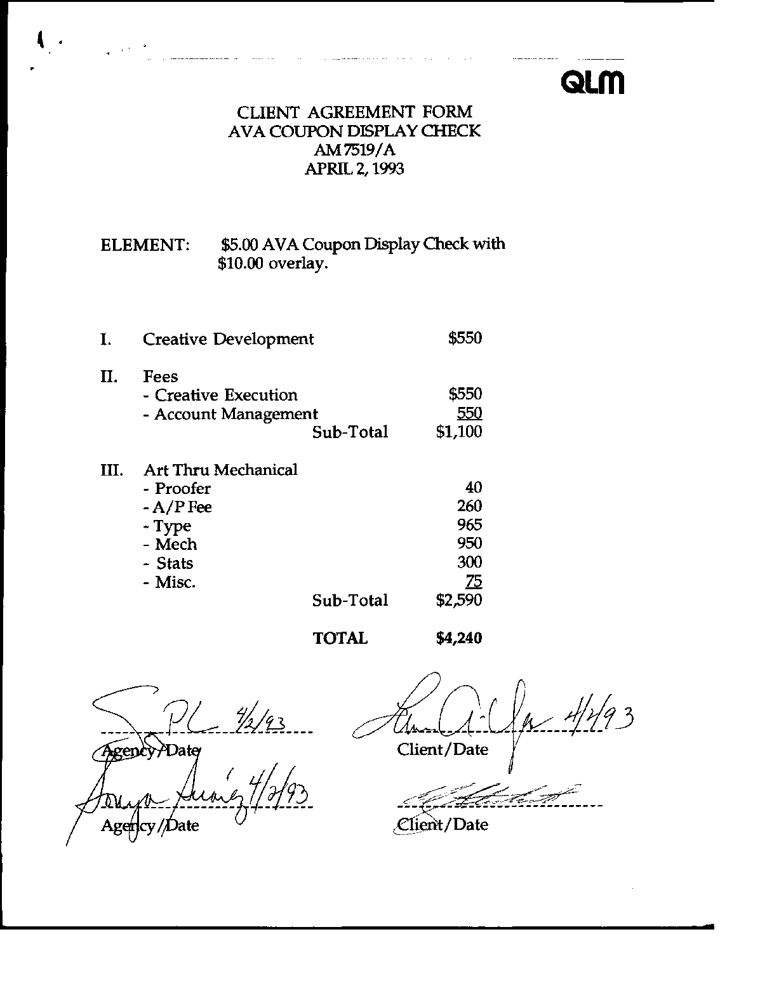 QLM
CLIENT AGREEMENT FORM
AVA COUPON DISPLAY CHECK
AM 7519/A
APRIL 2, 1993
ELEMENT: $5.00 AVA Coupon Display Check with
$10.00 overlay.
I. Creative Development $550
II. Fees
- Creative Execution $550
- Account Management 550
Sub-Total $1,100
III. Art Thru Mechanical
- Proofer 40
- A/P Fee 260
- Type 965
- Mech 950
- Stats 300
- Misc. 75
Sub-Total $2,590
TOTAL $4,240
4/2/93 4/2/93
Agency/Date Client/Date
Sonya Suárez 4/2/93
Agency/Date Client/Date